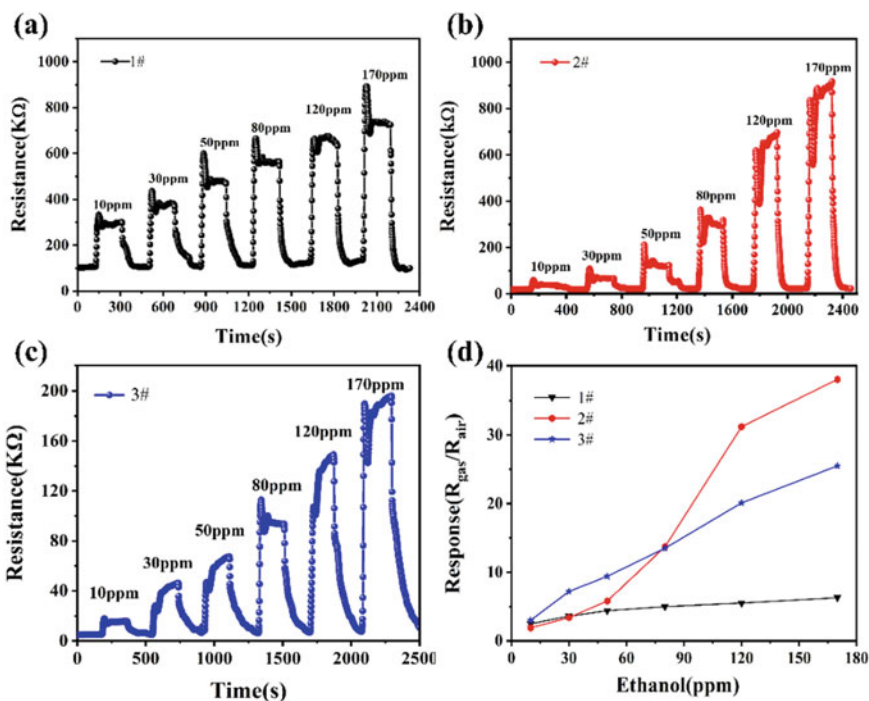 (a)
1#
10ppm
30ppm
50ppm
80ppm
120ppm
170ppm
Resistance(KΩ)
0
200
400
600
800
1000
0 300 600 900 1200 1500 1800 2100 2400
Time(s)
(b)
2#
10ppm
30ppm
50ppm
80ppm
120ppm
170ppm
Resistance(kΩ)
0
200
400
600
800
1000
0 400 800 1200 1600 2000 2400
Time(s)
(c)
3#
10ppm
30ppm
50ppm
80ppm
120ppm
170ppm
Resistance(KΩ)
0
40
80
120
160
200
0 500 1000 1500 2000 2500
Time(s)
(d)
1#
2#
3#
Response(Rgas/Rair)
0
10
20
30
40
0 30 60 90 120 150 180
Ethanol(ppm)